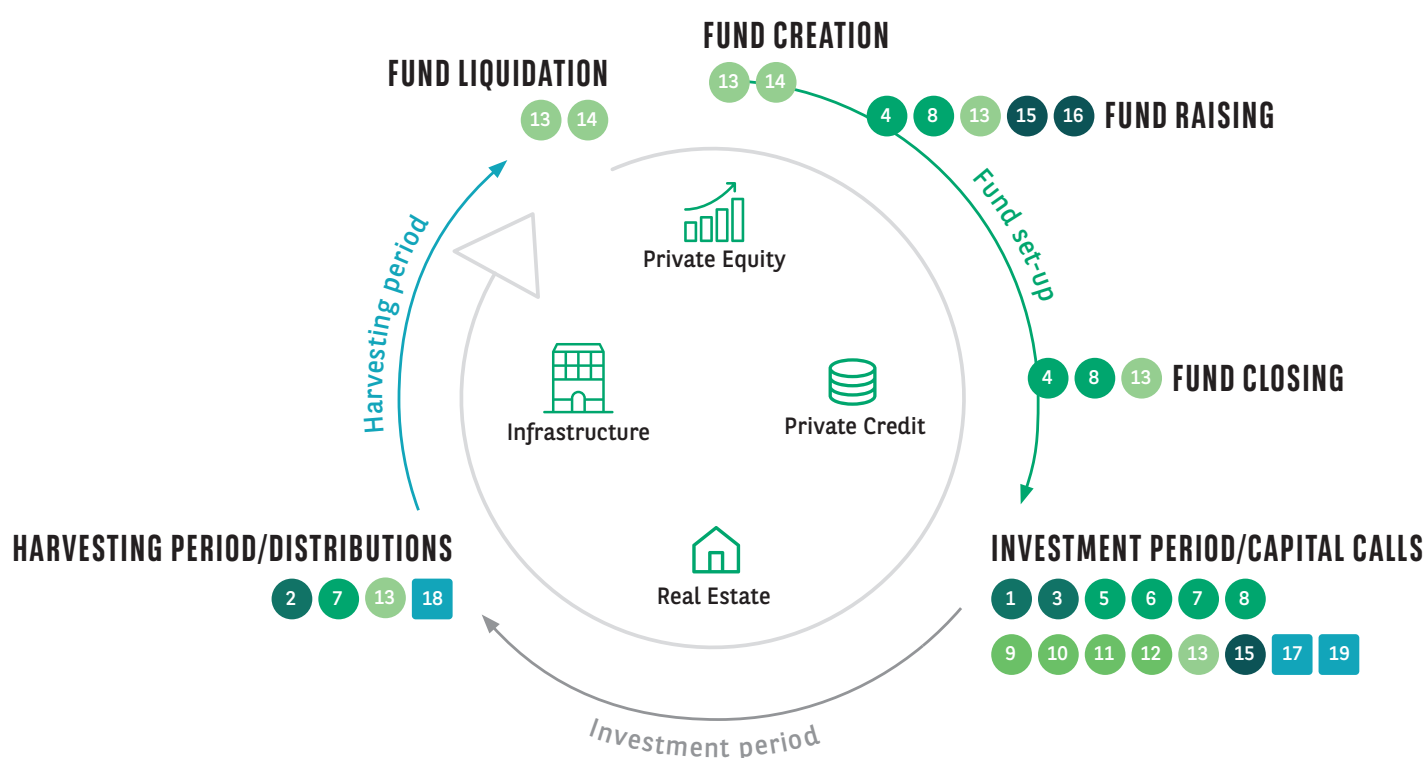 FUND CREATION
13 14
FUND LIQUIDATION
13 14
4 8 13 15 16 FUND RAISING
Fund set-up
Private Equity
Harvesting period
Infrastructure
Private Credit
4 8 13 FUND CLOSING
Real Estate
HARVESTING PERIOD/DISTRIBUTIONS
2 7 13 18
INVESTMENT PERIOD/CAPITAL CALLS
1 3 5 6 7 8
9 10 11 12 13 15 17 19
Investment period